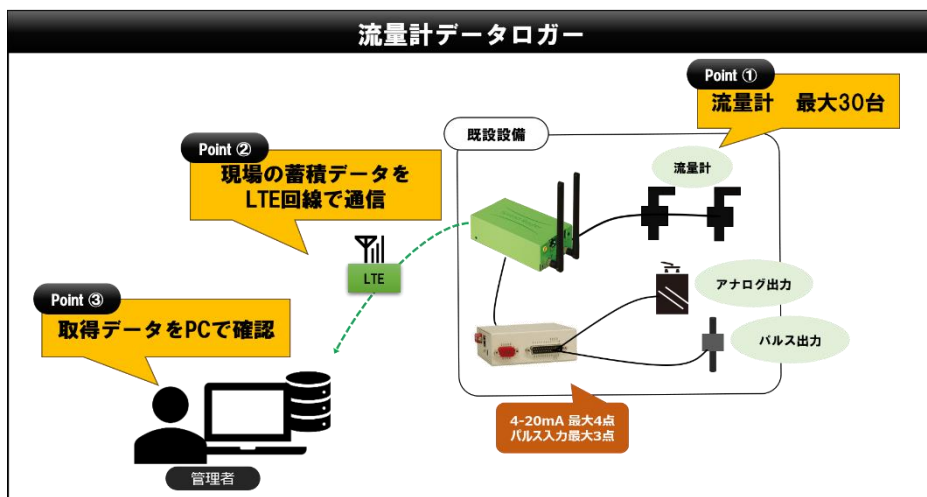 流量計データロガー
Point ①
流量計　最大30台
既設設備
Point ②
現場の蓄積データを
LTE回線で通信
流量計
LTE
アナログ出力
Point ③
取得データをPCで確認
パルス出力
4-20mA 最大4点
パルス入力最大3点
管理者